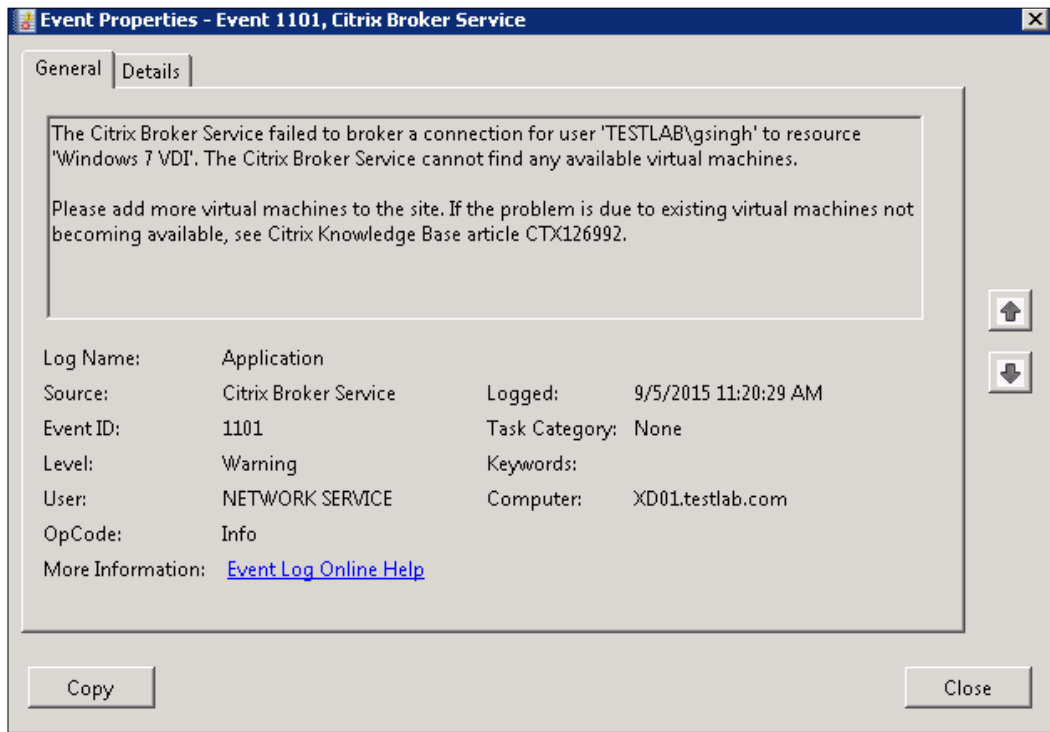 Event Properties - Event 1101, Citrix Broker Service
General
Details
The Citrix Broker Service failed to broker a connection for user 'TESTLAB\gsingh' to resource
'Windows 7 VDI'. The Citrix Broker Service cannot find any available virtual machines.
Please add more virtual machines to the site. If the problem is due to existing virtual machines not
becoming available, see Citrix Knowledge Base article CTX126992.
Log Name: Application
Source: Citrix Broker Service Logged: 9/5/2015 11:20:29 AM
Event ID: 1101 Task Category: None
Level: Warning Keywords:
User: NETWORK SERVICE Computer: XD01.testlab.com
OpCode: Info
More Information: Event Log Online Help
Copy
Close